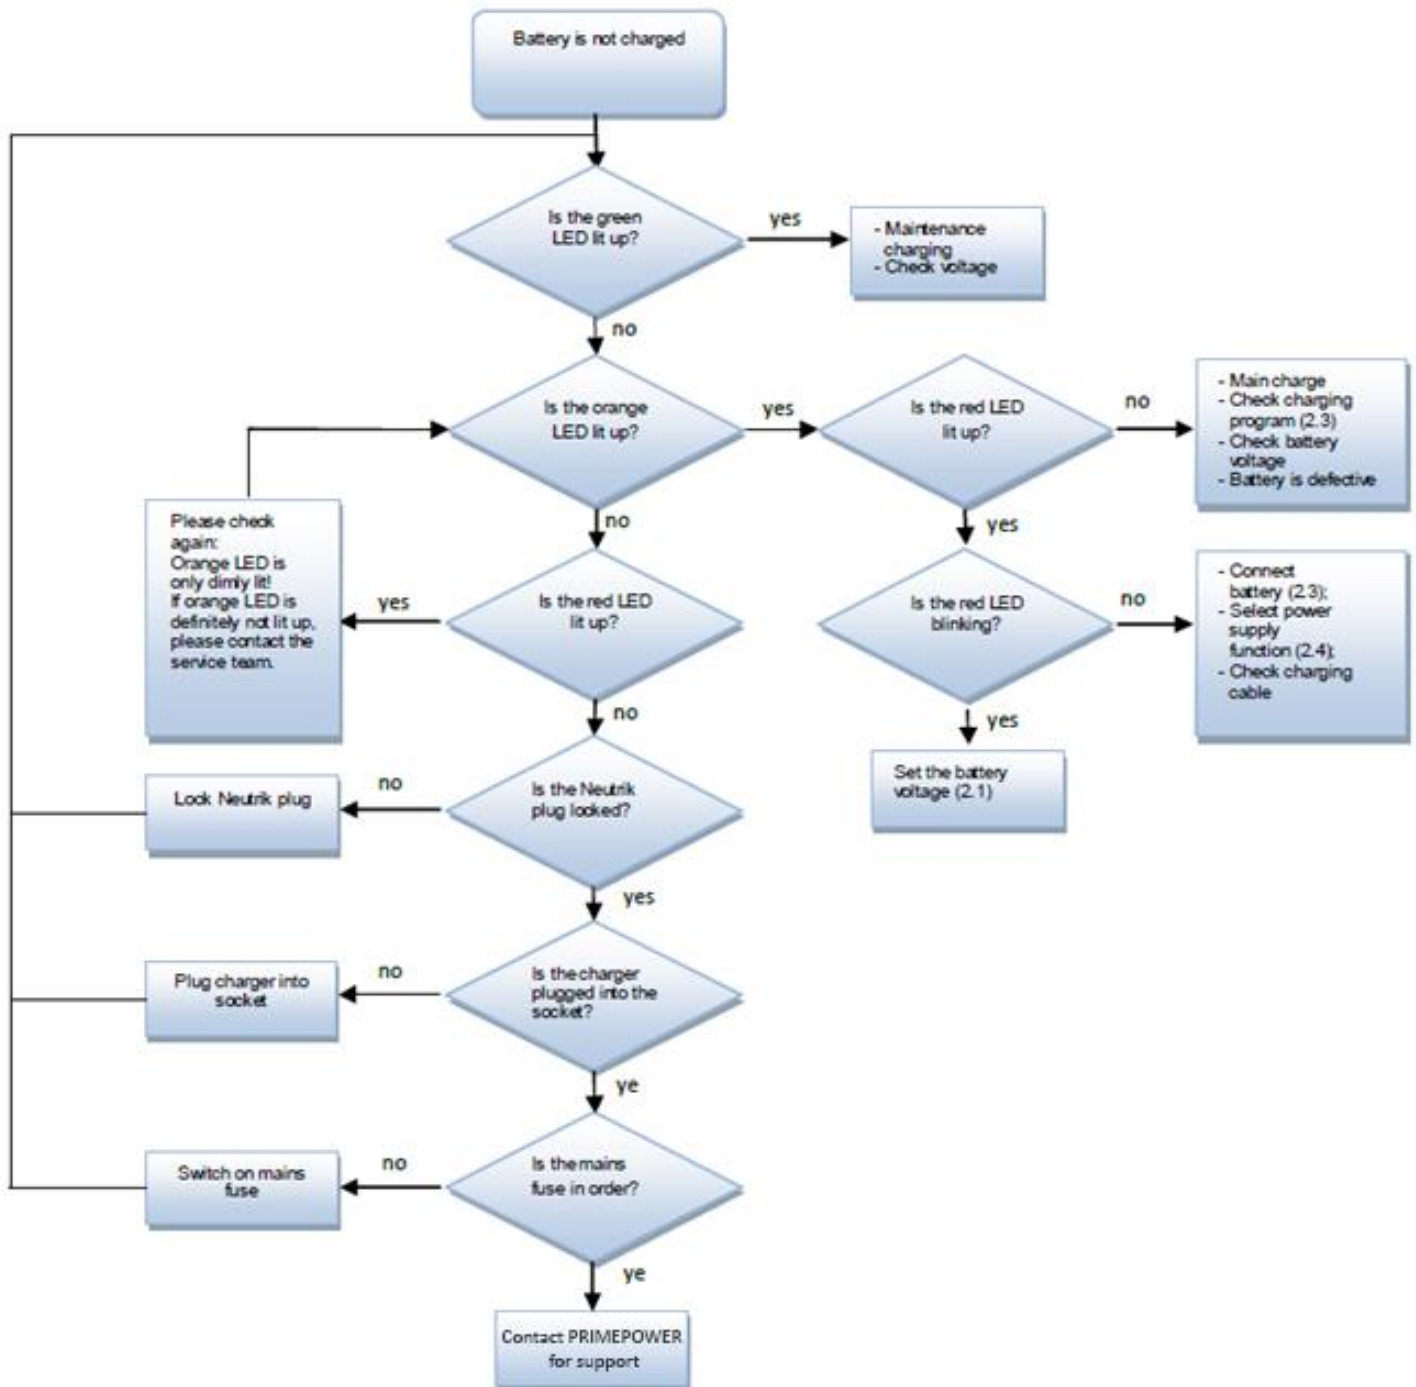 Battery is not charged
Is the green
LED lit up?
yes
- Maintenance
charging
- Check voltage
no
Is the orange
LED lit up?
yes
Is the red LED
lit up?
no
- Main charge
- Check charging
program (2.3)
- Check battery
voltage
- Battery is defective
Please check
again:
Orange LED is
only dimly lit!
If orange LED is
definitely not lit up,
please contact the
service team.
no
yes
yes
Is the red LED
lit up?
Is the red LED
blinking?
no
- Connect
battery (2.3);
- Select power
supply
function (2.4);
- Check charging
cable
no
yes
Set the battery
voltage (2.1)
Lock Neutrik plug
no
Is the Neutrik
plug locked?
yes
Plug charger into
socket
no
Is the charger
plugged into the
socket?
ye
Switch on mains
fuse
no
Is the mains
fuse in order?
ye
Contact PRIMEPOWER
for support